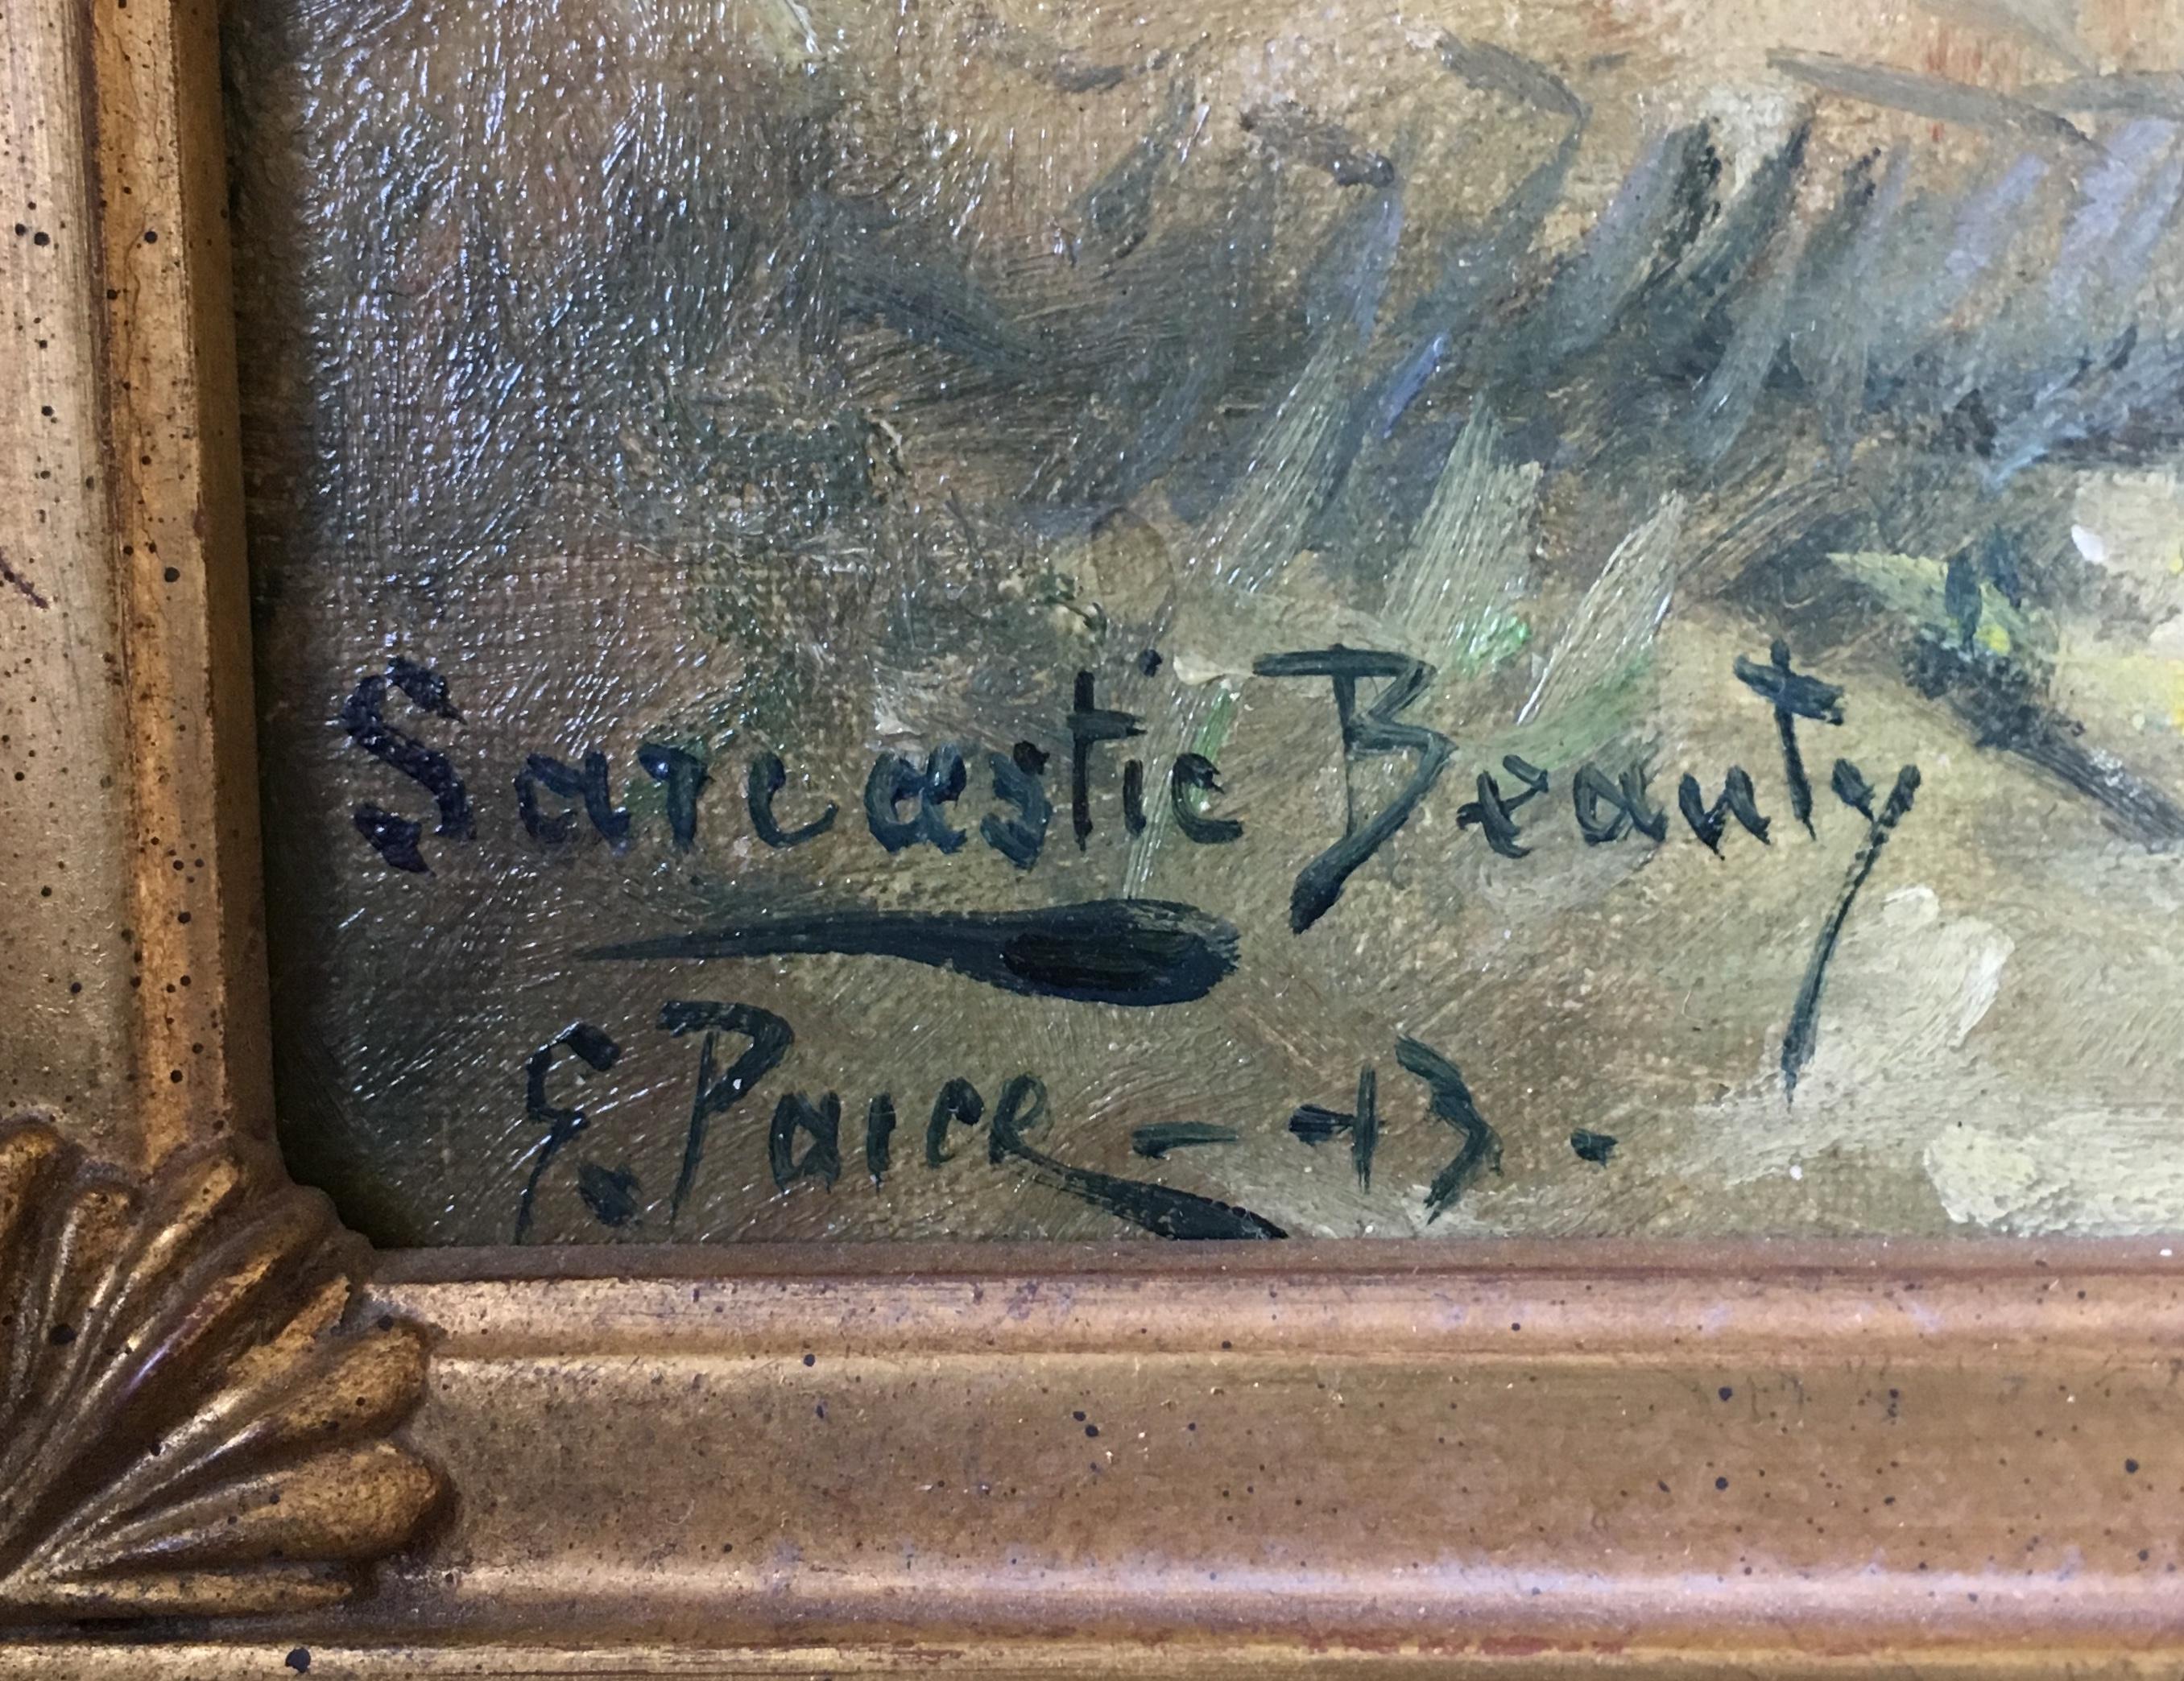 Sarcastic Beauty
G. Paice – 13.